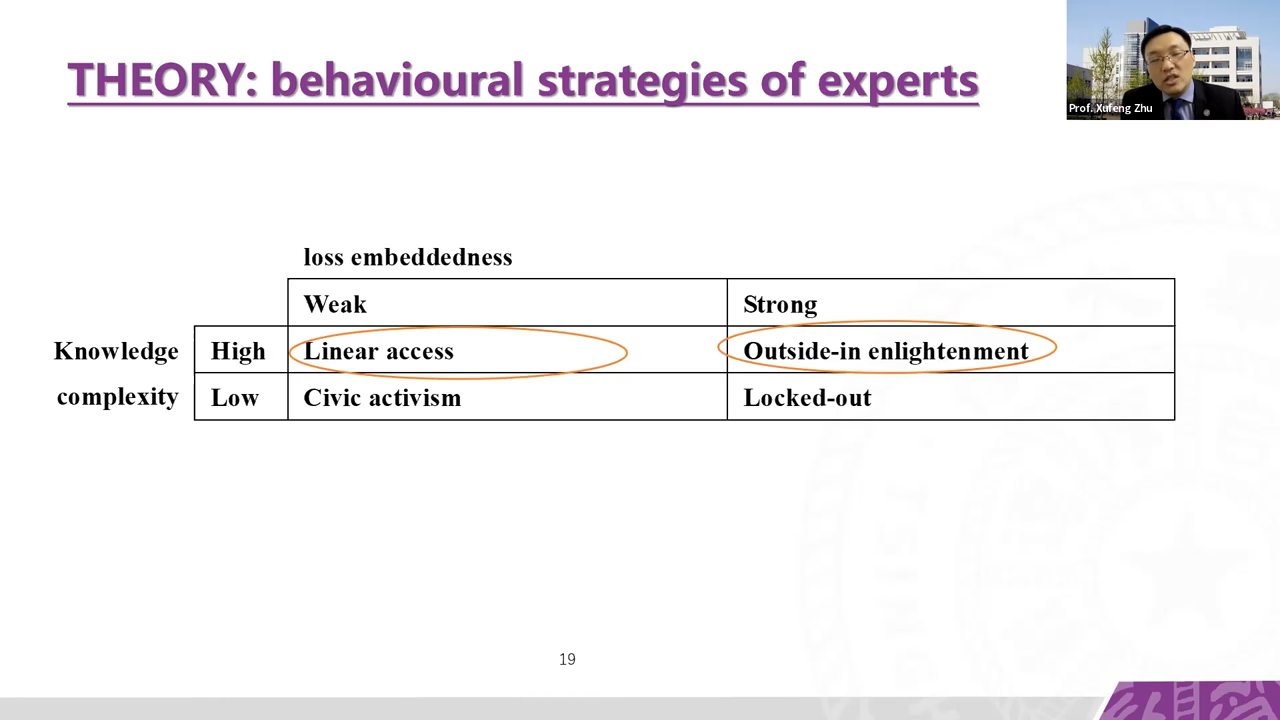 THEORY: behavioural strategies of experts
Prof. Xufeng Zhu
loss embeddedness
Weak Strong
Knowledge complexity High Linear access Outside-in enlightenment
Low Civic activism Locked-out
19